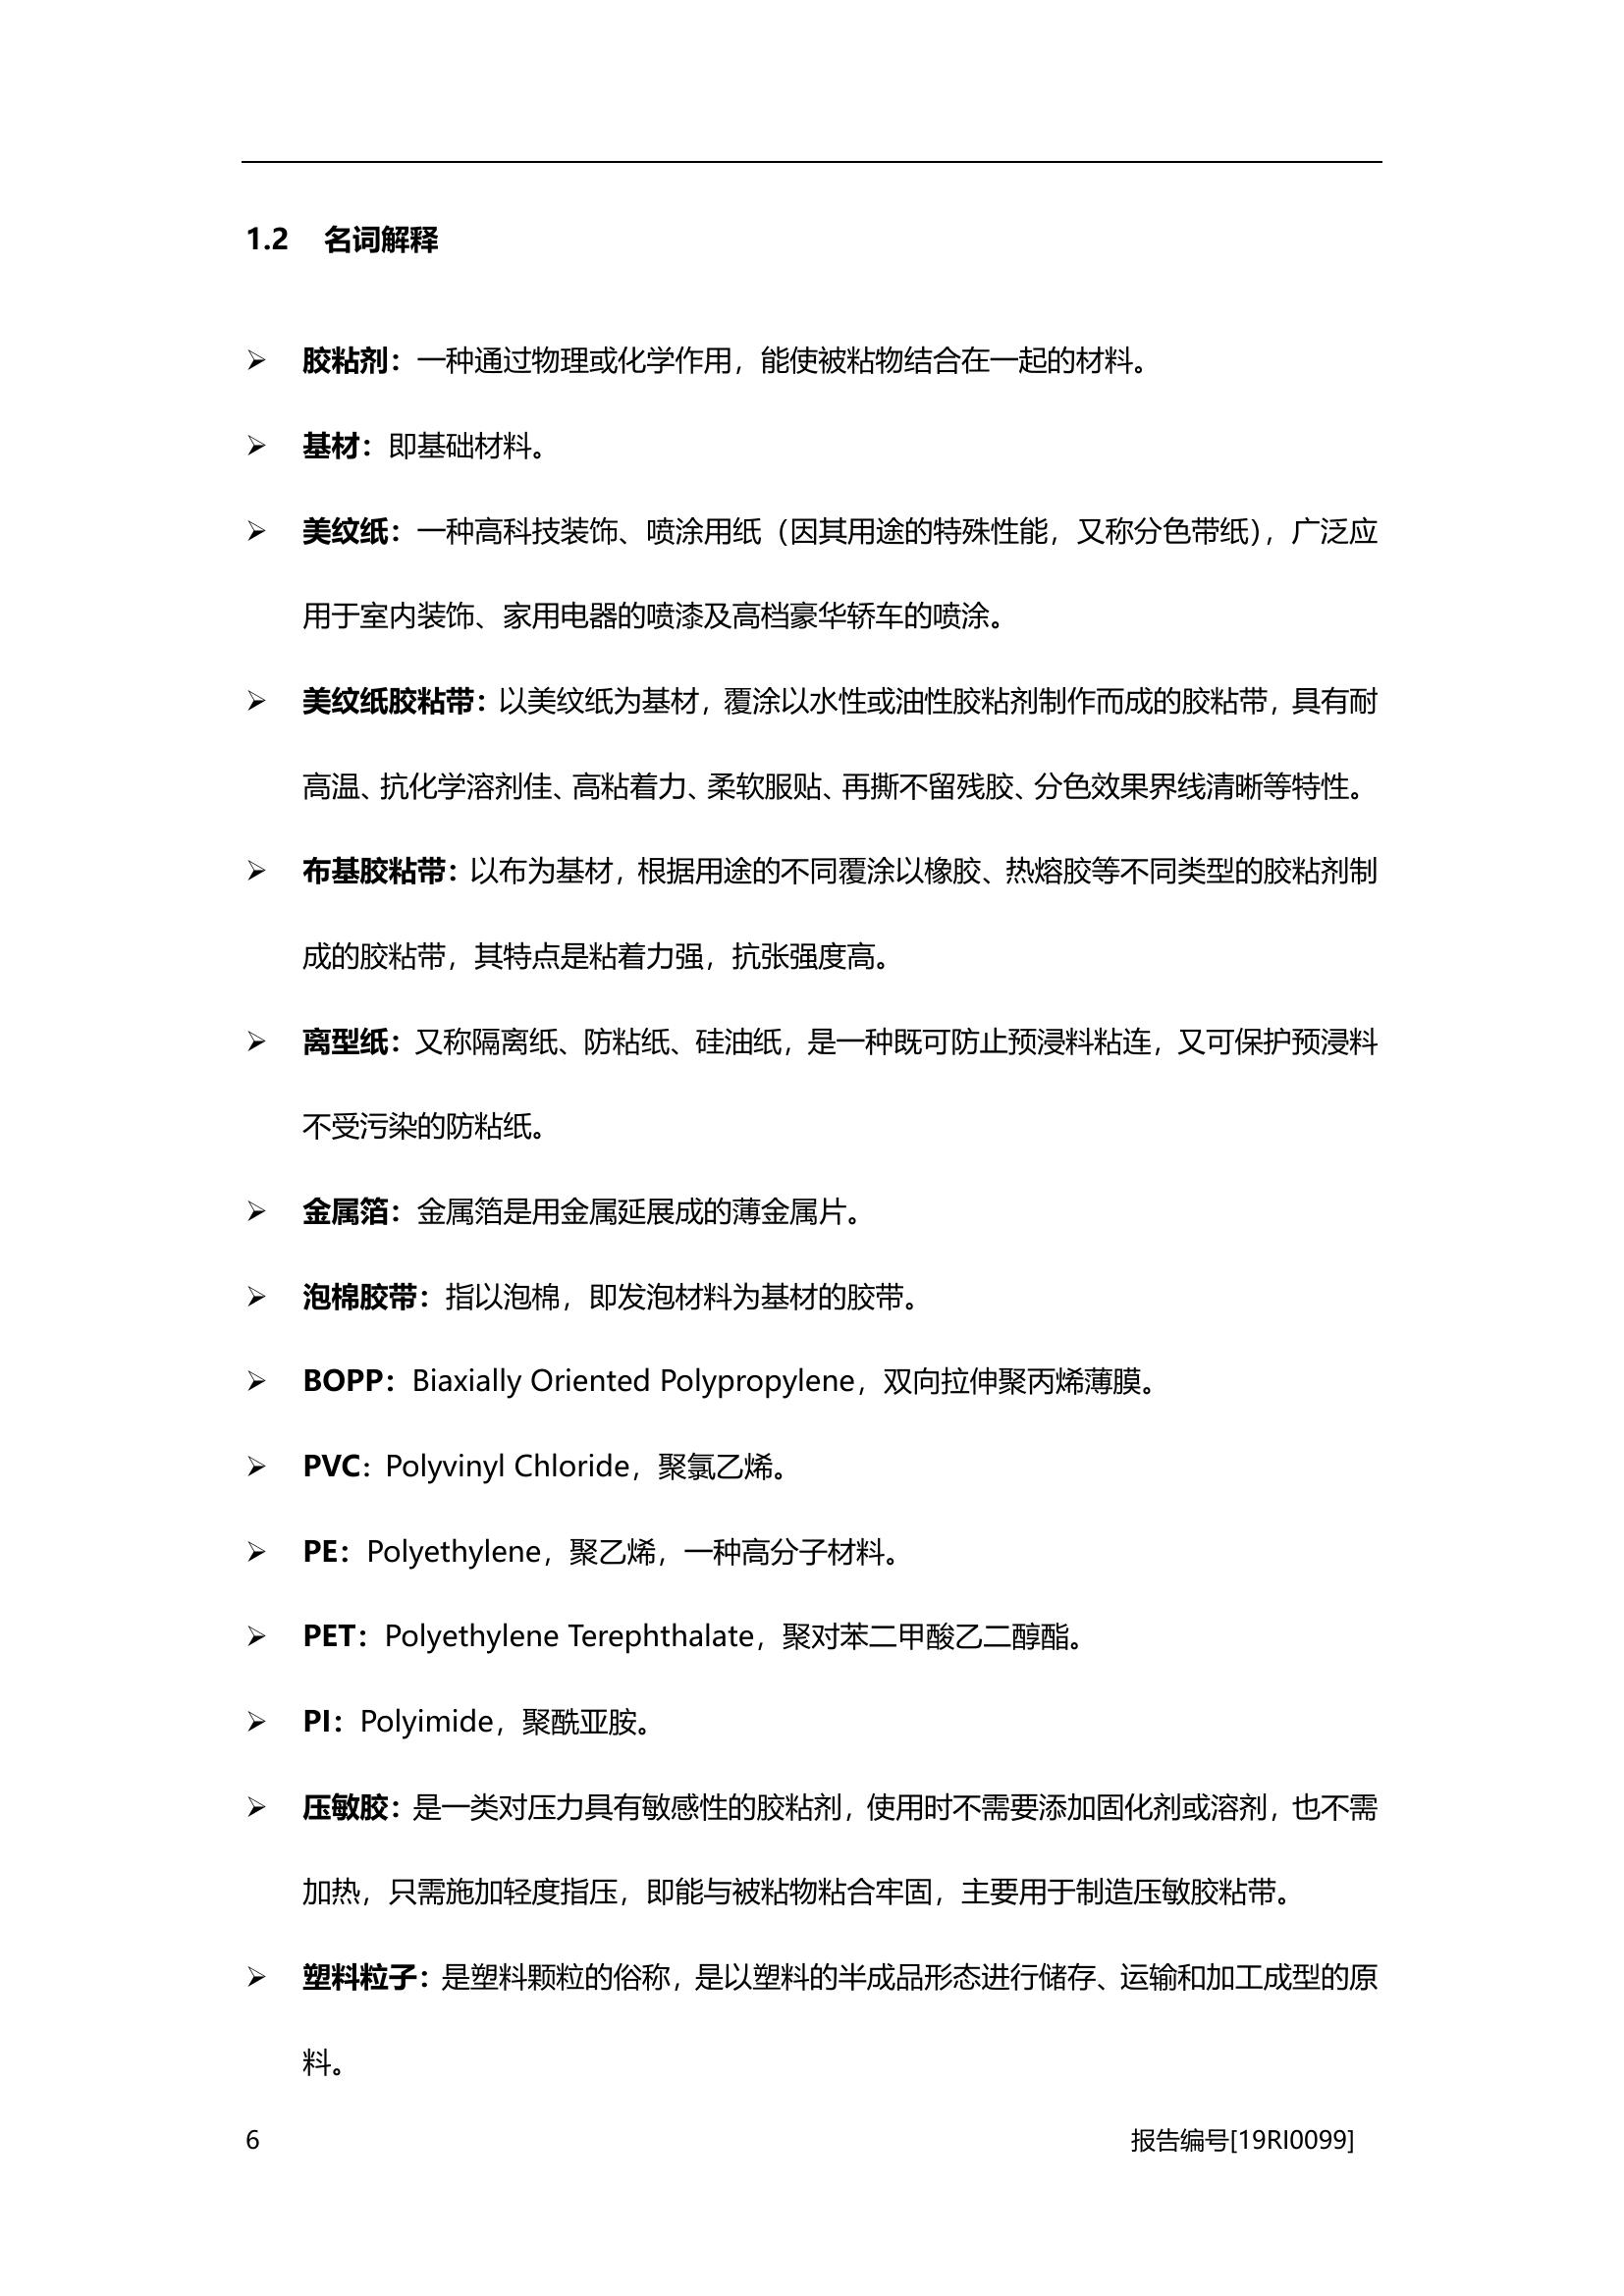 1.2 名词解释
➢ 胶粘剂：一种通过物理或化学作用，能使被粘物结合在一起的材料。
➢ 基材：即基础材料。
➢ 美纹纸：一种高科技装饰、喷涂用纸（因其用途的特殊性能，又称分色带纸），广泛应
用于室内装饰、家用电器的喷漆及高档豪华轿车的喷涂。
➢ 美纹纸胶粘带：以美纹纸为基材，覆涂以水性或油性胶粘剂制作而成的胶粘带，具有耐
高温、抗化学溶剂佳、高粘着力、柔软服贴、再撕不留残胶、分色效果界线清晰等特性。
➢ 布基胶粘带：以布为基材，根据用途的不同覆涂以橡胶、热熔胶等不同类型的胶粘剂制
成的胶粘带，其特点是粘着力强，抗张强度高。
➢ 离型纸：又称隔离纸、防粘纸、硅油纸，是一种既可防止预浸料粘连，又可保护预浸料
不受污染的防粘纸。
➢ 金属箔：金属箔是用金属延展成的薄金属片。
➢ 泡棉胶带：指以泡棉，即发泡材料为基材的胶带。
➢ BOPP：Biaxially Oriented Polypropylene，双向拉伸聚丙烯薄膜。
➢ PVC：Polyvinyl Chloride，聚氯乙烯。
➢ PE：Polyethylene，聚乙烯，一种高分子材料。
➢ PET：Polyethylene Terephthalate，聚对苯二甲酸乙二醇酯。
➢ PI：Polyimide，聚酰亚胺。
➢ 压敏胶：是一类对压力具有敏感性的胶粘剂，使用时不需要添加固化剂或溶剂，也不需
加热，只需施加轻度指压，即能与被粘物粘合牢固，主要用于制造压敏胶粘带。
➢ 塑料粒子：是塑料颗粒的俗称，是以塑料的半成品形态进行储存、运输和加工成型的原
料。
6 报告编号[19RI0099]